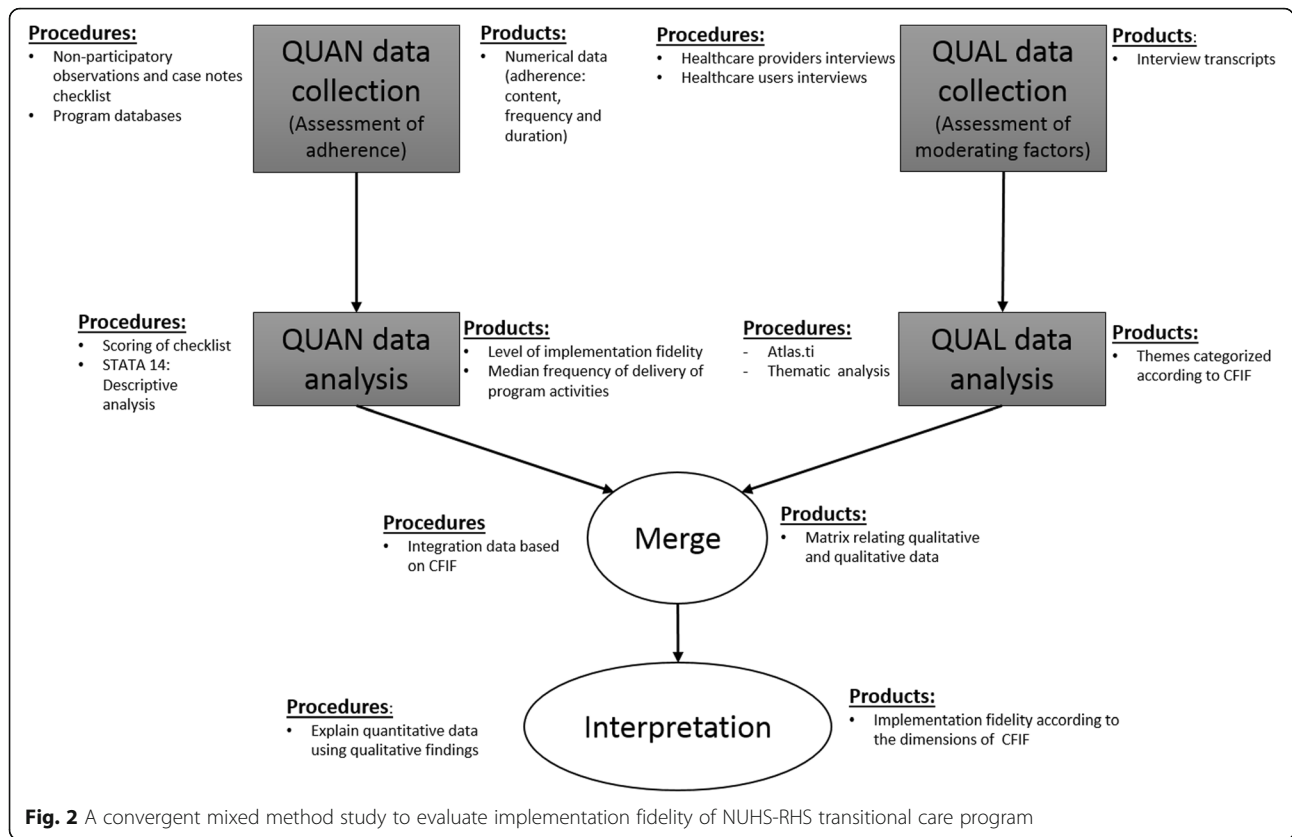 Procedures:
• Non-participatory
observations and case notes
checklist
• Program databases
QUAN data
collection
(Assessment of
adherence)
Products:
• Numerical data
(adherence:
content,
frequency and
duration)
Procedures:
• Healthcare providers interviews
• Healthcare users interviews
QUAL data
collection
(Assessment of
moderating factors)
Products:
• Interview transcripts
Procedures:
• Scoring of checklist
• STATA 14:
Descriptive
analysis
QUAN data
analysis
Products:
• Level of implementation fidelity
• Median frequency of delivery of
program activities
Procedures:
- Atlas.ti
- Thematic analysis
QUAL data
analysis
Products:
• Themes categorized
according to CFIF
Procedures
• Integration data based
on CFIF
Merge
Products:
• Matrix relating qualitative
and qualitative data
Procedures:
• Explain quantitative data
using qualitative findings
Interpretation
Products:
• Implementation fidelity according to
the dimensions of CFIF
Fig. 2 A convergent mixed method study to evaluate implementation fidelity of NUHS-RHS transitional care program